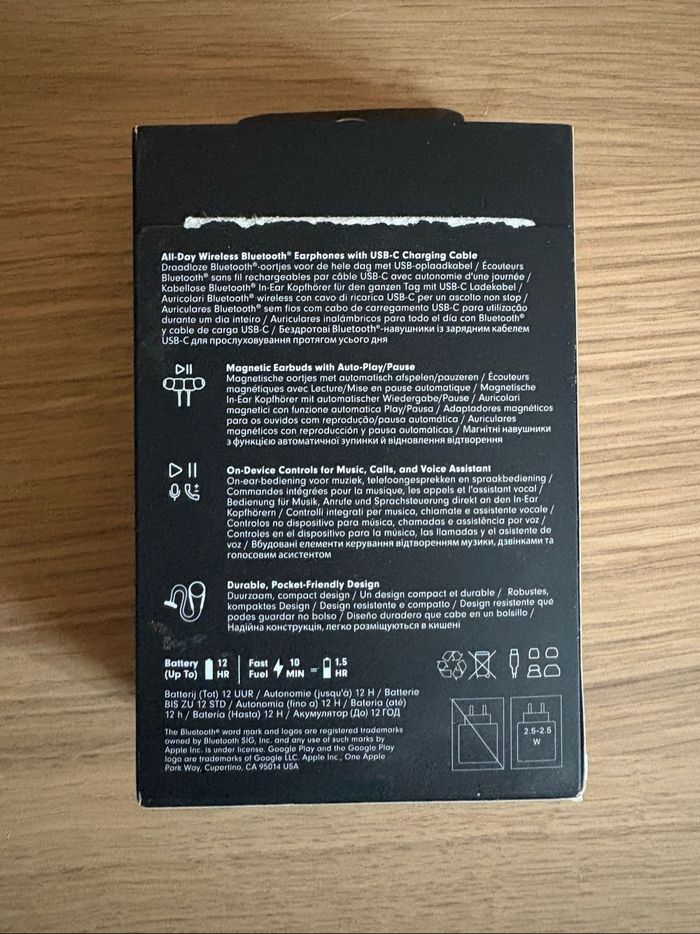 All-Day Wireless Bluetooth® Earphones with USB-C Charging Cable
Draadloze Bluetooth®-oortjes voor de hele dag met USB-oplaadkabel / Écouteurs
Bluetooth® sans fil rechargeables par câble USB-C avec autonomie d'une journée /
Kabellose Bluetooth® In-Ear Kopfhörer für den ganzen Tag mit USB-C Ladekabel /
Auricolari Bluetooth® wireless con cavo di ricarica USB-C per un ascolto non stop /
Auriculares Bluetooth® sem fios com cabo de carregamento USB-C para utilização
durante um dia inteiro / Auriculares inalámbricos para todo el día con Bluetooth®
y cable de carga USB-C / Бездротові Bluetooth®-навушники із зарядним кабелем
USB-C для прослуховування протягом усього дня
Magnetic Earbuds with Auto-Play/Pause
Magnetische oortjes met automatisch afspelen/pauzeren / Écouteurs
magnétiques avec Lecture/Mise en pause automatique / Magnetische
In-Ear Kopfhörer mit automatischer Wiedergabe/Pause / Auricolari
magnetici con funzione automatica Play/Pausa / Adaptadores magnéticos
para os ouvidos com reprodução/pausa automática / Auriculares
magnéticos con reproducción y pausa automáticas / Магнітні навушники
з функцією автоматичної зупинки й відновлення відтворення
On-Device Controls for Music, Calls, and Voice Assistant
On-ear-bediening voor muziek, telefoongesprekken en spraakbediening /
Commandes intégrées pour la musique, les appels et l'assistant vocal /
Bedienung für Musik, Anrufe und Sprachsteuerung direkt an den In-Ear
Kopfhörern / Controlli integrati per musica, chiamate e assistente vocale /
Controlos no dispositivo para música, chamadas e assistência por voz /
Controles en el dispositivo para la música, las llamadas y el asistente de
voz / Вбудовані елементи керування відтворенням музики, дзвінками та
голосовим асистентом
Durable, Pocket-Friendly Design
Duurzaam, compact design / Un design compact et durable / Robustes,
kompaktes Design / Design resistente e compatto / Design resistente que
podes guardar no bolso / Diseño duradero que cabe en un bolsillo /
Надійна конструкція, легко розміщуються в кишені
Battery (Up To) 12 HR | Fast Fuel 10 MIN = 1.5 HR
Batterij (Tot) 12 UUR / Autonomie (jusqu'à) 12 H / Batterie
BIS ZU 12 STD / Autonomia (fino a) 12 H / Bateria (até)
12 h / Batería (Hasta) 12 H / Акумулятор (До) 12 ГОД
2.5-2.5
W
The Bluetooth® word mark and logos are registered trademarks
owned by Bluetooth SIG, Inc. and any use of such marks by
Apple Inc. is under license. Google Play and the Google Play
logo are trademarks of Google LLC. Apple Inc., One Apple
Park Way, Cupertino, CA 95014 USA